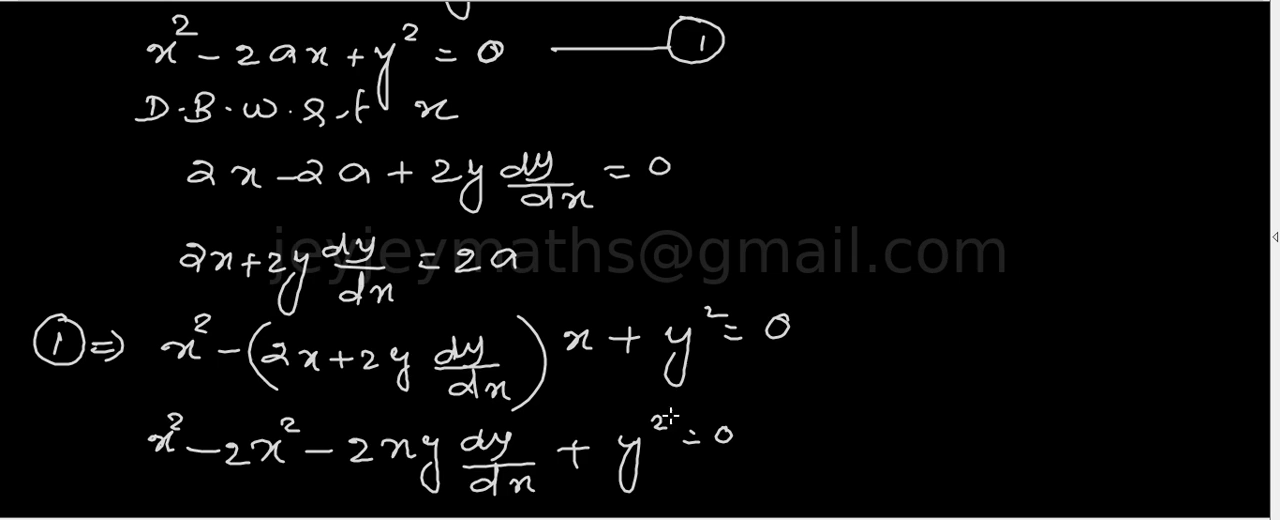 x² - 2ax + y² = 0 ——— ①
D.B.w.r.t x
2x - 2a + 2y dy/dx = 0
jeyjeymaths@gmail.com
2x + 2y dy/dx = 2a
① ⇒ x² - (2x + 2y dy/dx) x + y² = 0
x² - 2x² - 2xy dy/dx + y² = 0